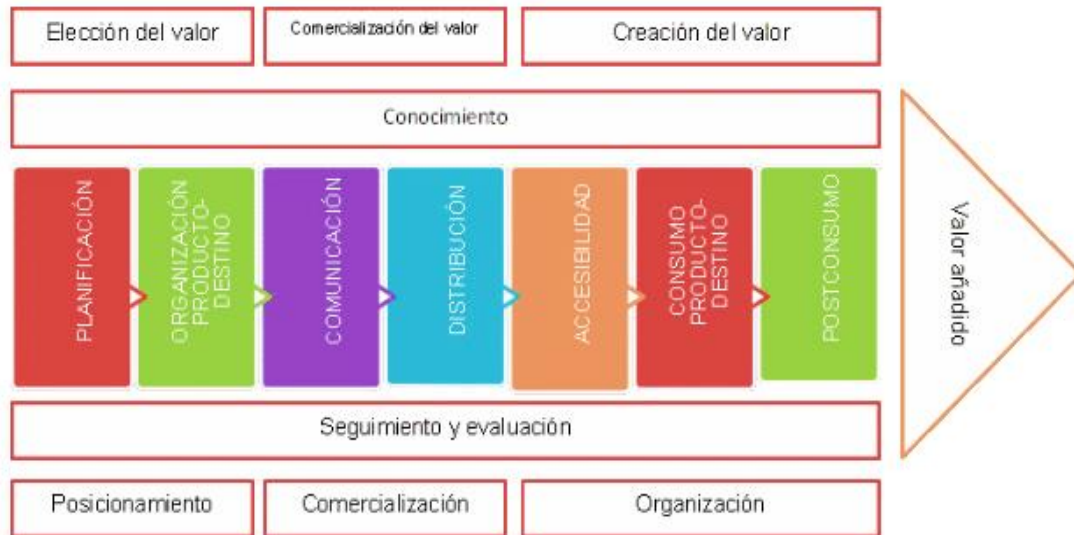 Elección del valor
Comercialización del valor
Creación del valor
Conocimiento
PLANIFICACIÓN
ORGANIZACIÓN
PRODUCTO-
DESTINO
COMUNICACIÓN
DISTRIBUCIÓN
ACCESIBILIDAD
CONSUMO
PRODUCTO-
DESTINO
POSTCONSUMO
Valor añadido
Seguimiento y evaluación
Posicionamiento
Comercialización
Organización